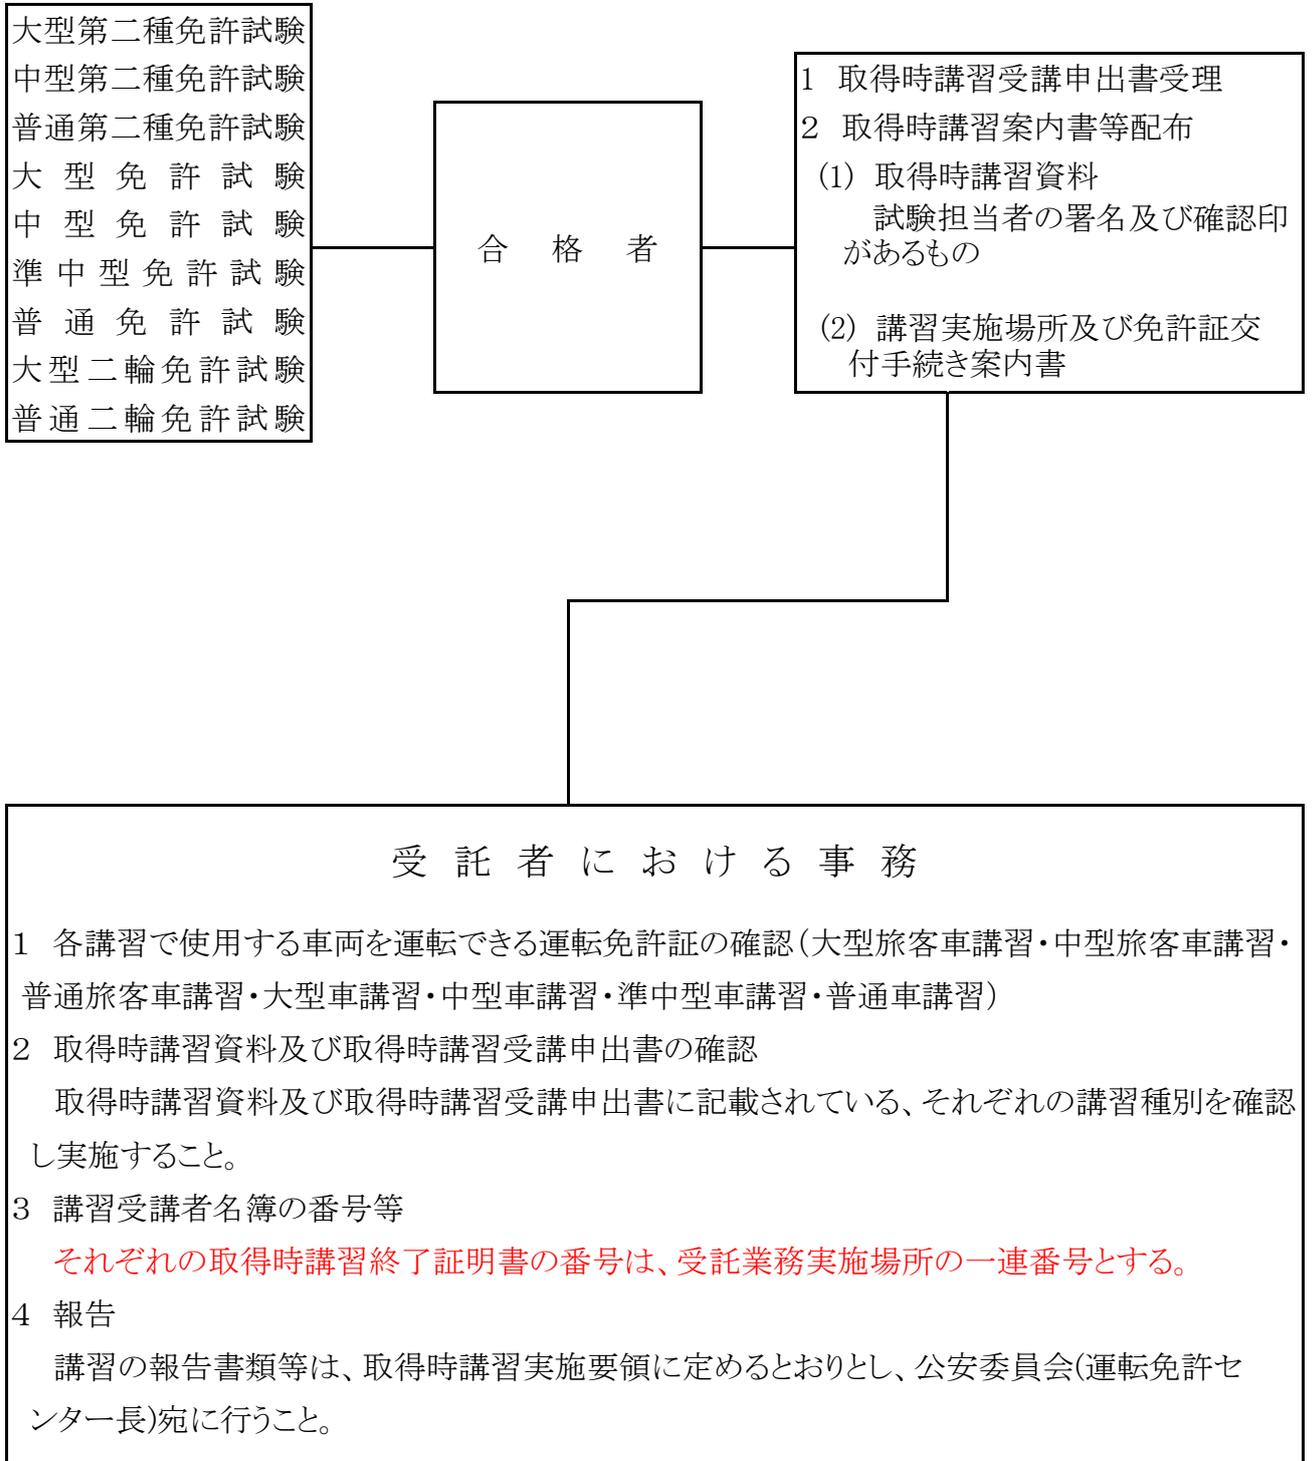 大型第二種免許試験
中型第二種免許試験
普通第二種免許試験
大型免許試験
中型免許試験
準中型免許試験
普通免許試験
大型二輪免許試験
普通二輪免許試験
合格者
1 取得時講習受講申出書受理
2 取得時講習案内書等配布
(1) 取得時講習資料
試験担当者の署名及び確認印
があるもの
(2) 講習実施場所及び免許証交
付手続き案内書
受託者における事務
1 各講習で使用する車両を運転できる運転免許証の確認(大型旅客車講習・中型旅客車講習・
普通旅客車講習・大型車講習・中型車講習・準中型車講習・普通車講習)
2 取得時講習資料及び取得時講習受講申出書の確認
取得時講習資料及び取得時講習受講申出書に記載されている、それぞれの講習種別を確認
し実施すること。
3 講習受講者名簿の番号等
それぞれの取得時講習終了証明書の番号は、受託業務実施場所の一連番号とする。
4 報告
講習の報告書類等は、取得時講習実施要領に定めるとおりとし、公安委員会(運転免許セ
ンター長)宛に行うこと。